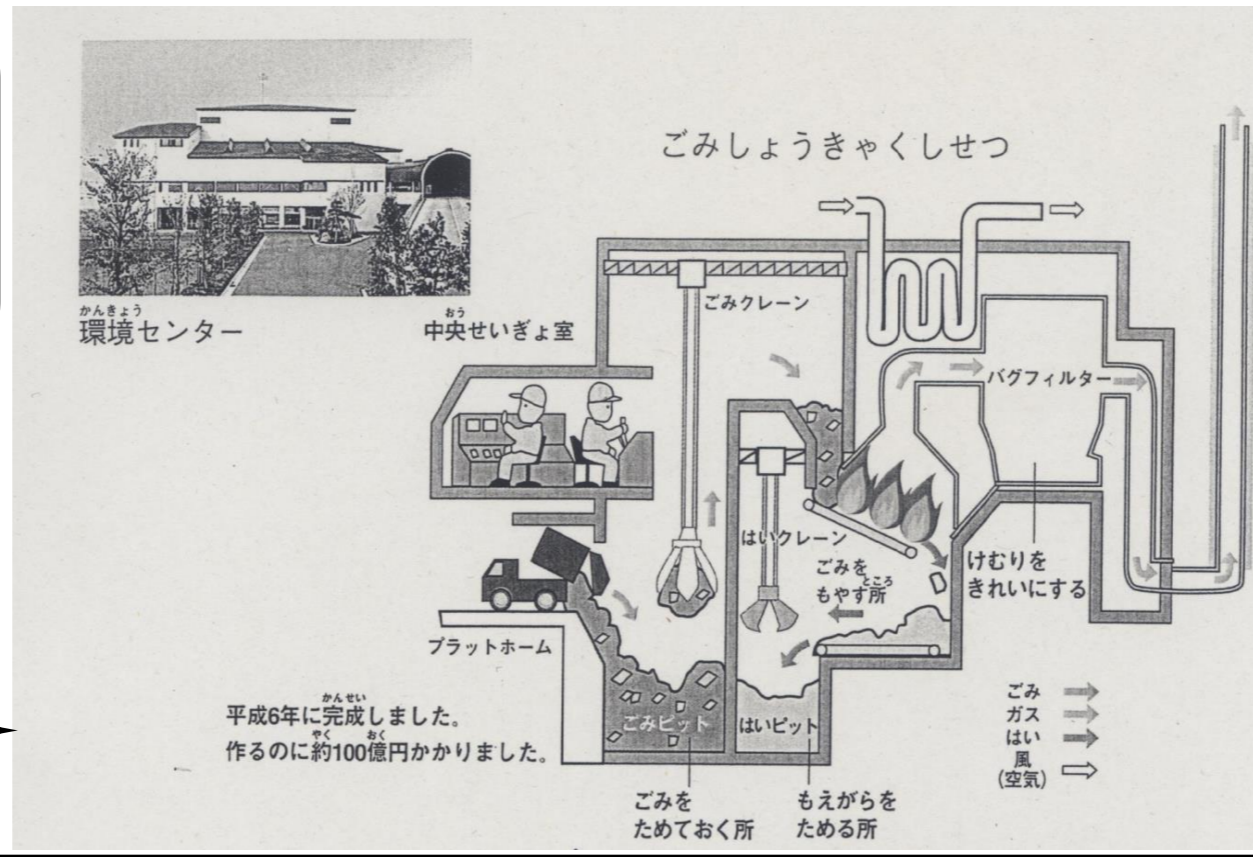 ごみしょうきゃくしせつ
かんきょう
環境センター
おう
中央せいぎょ室
ごみクレーン
バグフィルター
はいクレーン
ごみを
ところ
もやす所
けむりを
きれいにする
プラットホーム
かんせい
平成6年に完成しました。
やく おく
作るのに約100億円かかりました。
ごみピット
はいピット
ごみを
ためておく所
もえがらを
ためる所
ごみ
ガス
はい
風
(空気)